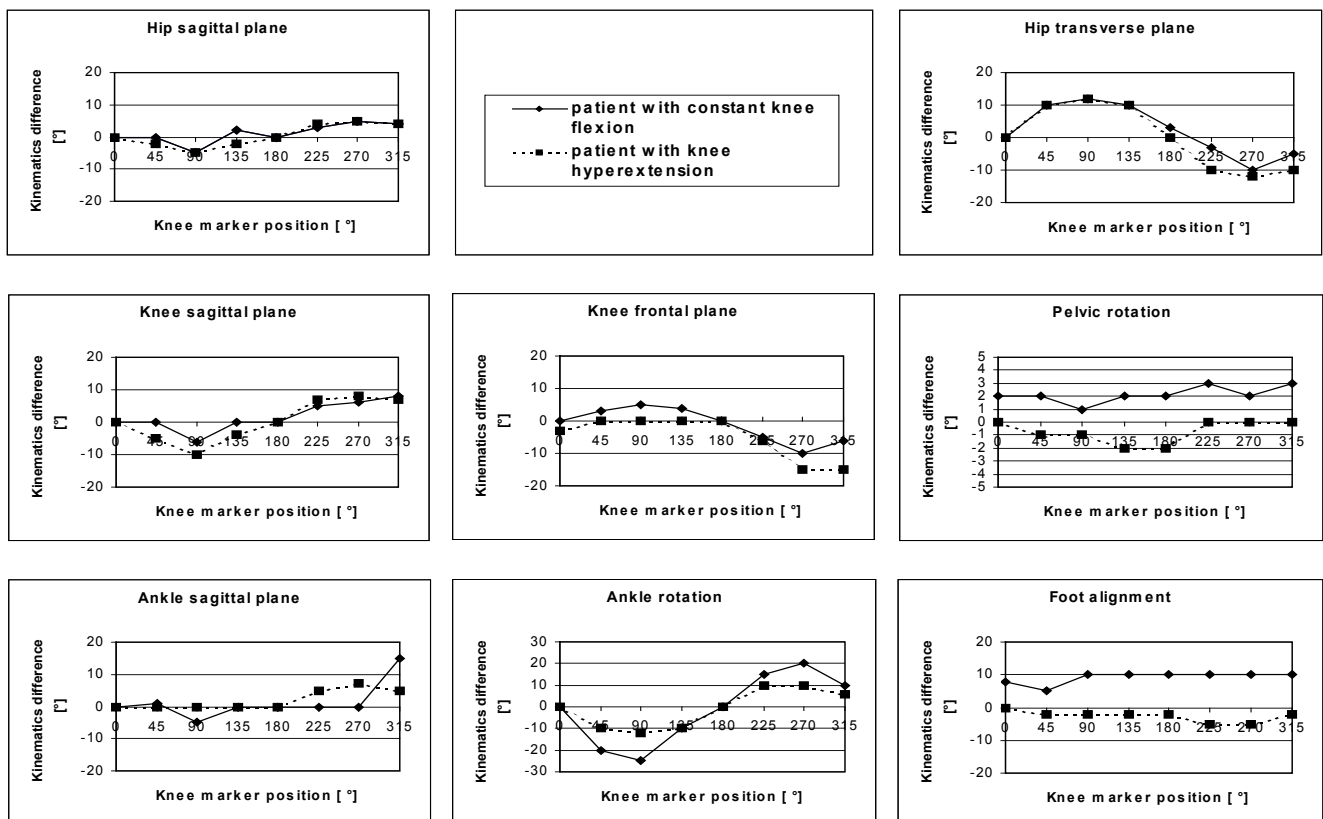 Hip sagittal plane
Kinematics difference
[°]
20
10
0
-10
-20
0 45 90 135 180 225 270 315
Knee marker position [ °]
patient with constant knee
flexion
patient with knee
hyperextension
Hip transverse plane
Kinematics difference
[°]
20
10
0
-10
-20
0 45 90 135 180 225 270 315
Knee marker position [ °]
Knee sagittal plane
Kinematics difference
[°]
20
10
0
-10
-20
0 45 90 135 180 225 270 315
Knee marker position [ °]
Knee frontal plane
Kinematics difference
[°]
20
10
0
-10
-20
0 45 90 135 180 225 270 315
Knee marker position [ °]
Pelvic rotation
Kinematics difference
[°]
5
4
3
2
1
0
-1
-2
-3
-4
-5
0 45 90 135 180 225 270 315
Knee marker position [ °]
Ankle sagittal plane
Kinematics difference
[°]
20
10
0
-10
-20
0 45 90 135 180 225 270 315
Knee marker position [ °]
Ankle rotation
Kinematics difference
[°]
30
20
10
0
-10
-20
-30
0 45 90 135 180 225 270 315
Knee marker position [ °]
Foot alignment
Kinematics difference
[°]
20
10
0
-10
20
0 45 90 135 180 225 270 315
Knee marker position [ °]